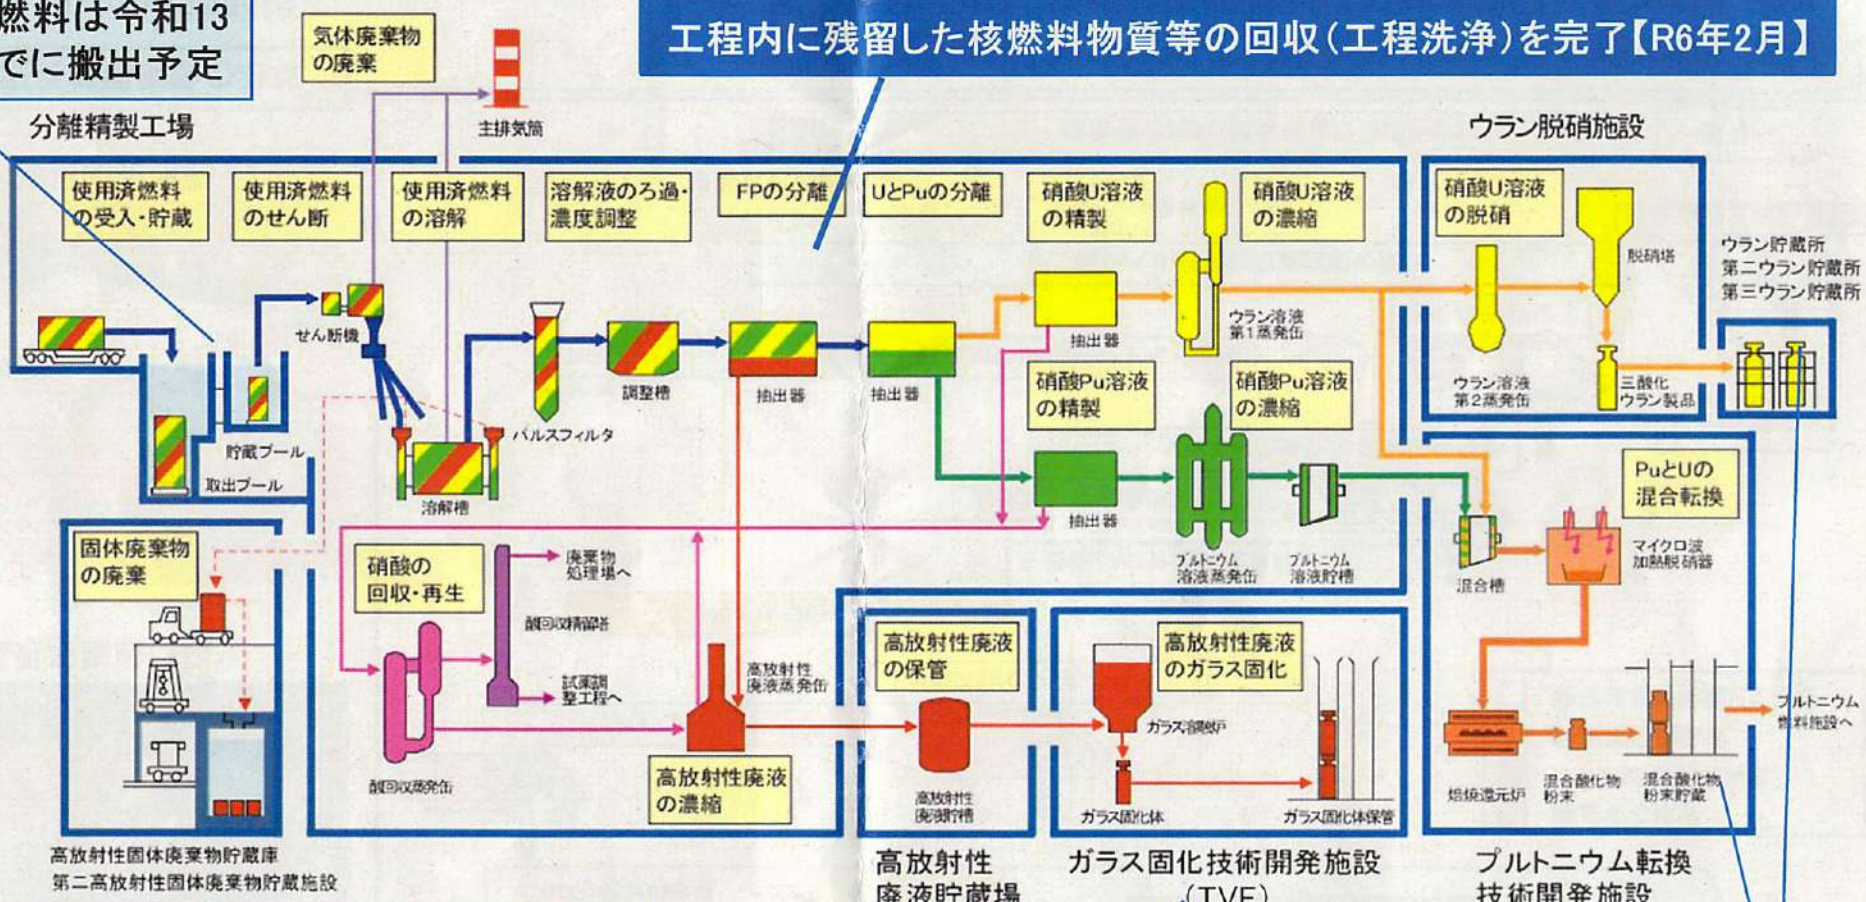 燃料は令和13
でに搬出予定
工程内に残留した核燃料物質等の回収(工程洗浄)を完了【R6年2月】
気体廃棄物
の廃棄
主排気筒
分離精製工場
ウラン脱硝施設
使用済燃料
の受入・貯蔵
使用済燃料
のせん断
使用済燃料
の溶解
溶解液のろ過・
濃度調整
FPの分離
UとPuの分離
硝酸U溶液
の精製
硝酸U溶液
の濃縮
硝酸U溶液
の脱硝
脱硝塔
ウラン貯蔵所
第二ウラン貯蔵所
第三ウラン貯蔵所
せん断機
貯蔵プール
取出プール
溶解槽
パルスフィルタ
調整槽
抽出器
抽出器
抽出器
ウラン溶液
第1蒸発缶
ウラン溶液
第2蒸発缶
三酸化
ウラン製品
硝酸Pu溶液
の精製
硝酸Pu溶液
の濃縮
抽出器
プルトニウム
溶液蒸発缶
プルトニウム
溶液貯槽
PuとUの
混合転換
混合槽
マイクロ波
加熱脱硝器
固体廃棄物
の廃棄
硝酸の
回収・再生
廃棄物
処理場へ
酸回収精留塔
試薬調
整工程へ
酸回収蒸発缶
高放射性
廃液蒸発缶
高放射性廃液
の濃縮
高放射性廃液
の保管
高放射性
廃液貯槽
高放射性廃液
のガラス固化
ガラス溶融炉
ガラス固化体
ガラス固化体保管
焙焼還元炉
混合酸化物
粉末
混合酸化物
粉末貯蔵
プルトニウム
燃料施設へ
高放射性固体廃棄物貯蔵庫
第二高放射性固体廃棄物貯蔵施設
高放射性
廃液貯蔵場
ガラス固化技術開発施設
(TVF)
プルトニウム転換
技術開発施設